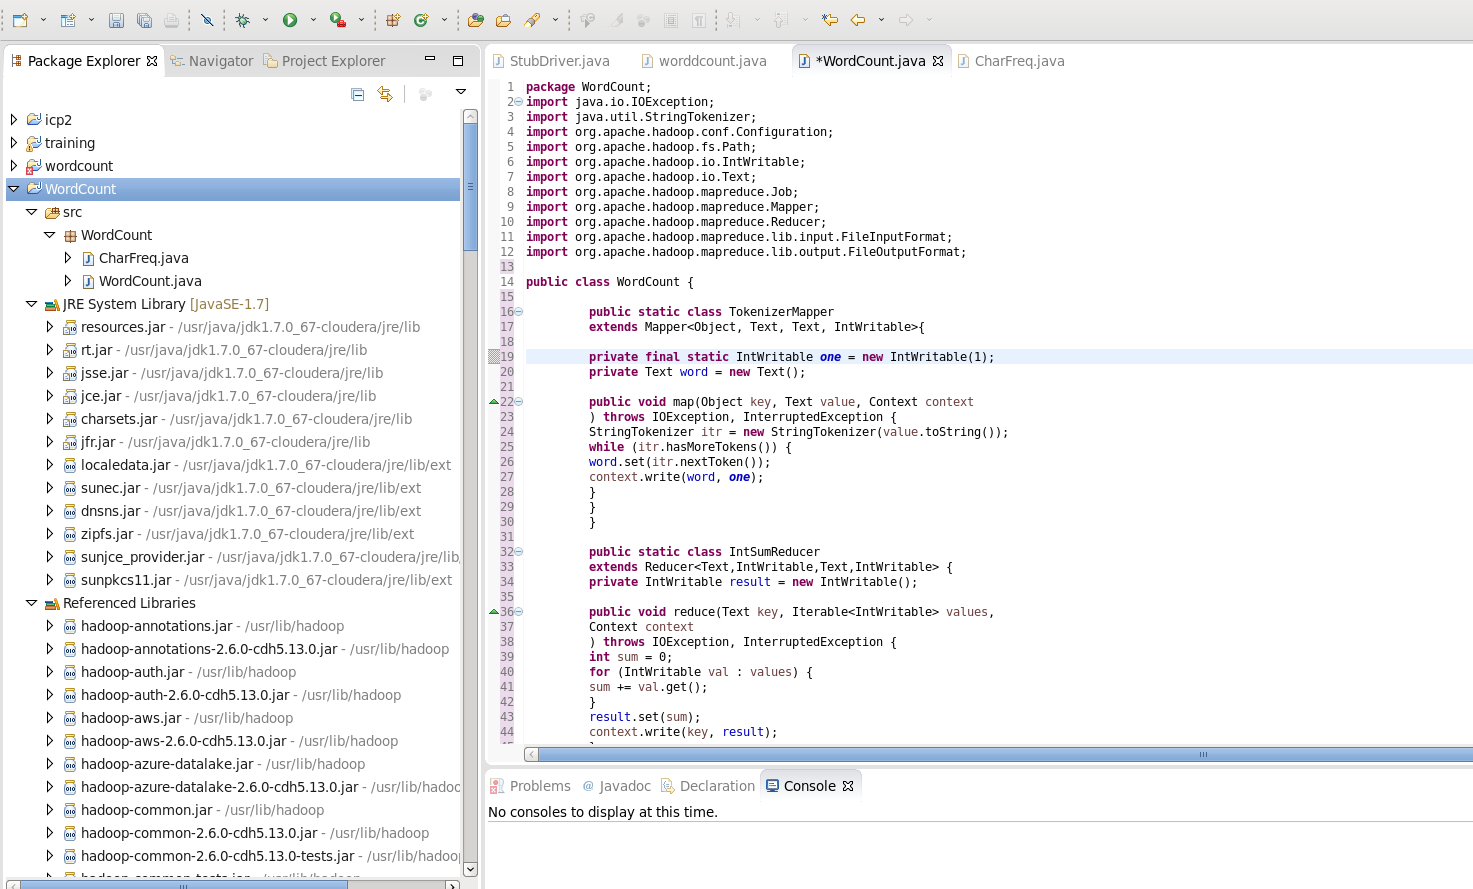 Package Explorer
Navigator
Project Explorer
icp2
training
wordcount
WordCount
src
WordCount
CharFreq.java
WordCount.java
JRE System Library [JavaSE-1.7]
resources.jar - /usr/java/jdk1.7.0_67-cloudera/jre/lib
rt.jar - /usr/java/jdk1.7.0_67-cloudera/jre/lib
jsse.jar - /usr/java/jdk1.7.0_67-cloudera/jre/lib
jce.jar - /usr/java/jdk1.7.0_67-cloudera/jre/lib
charsets.jar - /usr/java/jdk1.7.0_67-cloudera/jre/lib
jfr.jar - /usr/java/jdk1.7.0_67-cloudera/jre/lib
localedata.jar - /usr/java/jdk1.7.0_67-cloudera/jre/lib/ext
sunec.jar - /usr/java/jdk1.7.0_67-cloudera/jre/lib/ext
dnsns.jar - /usr/java/jdk1.7.0_67-cloudera/jre/lib/ext
zipfs.jar - /usr/java/jdk1.7.0_67-cloudera/jre/lib/ext
sunjce_provider.jar - /usr/java/jdk1.7.0_67-cloudera/jre/lib
sunpkcs11.jar - /usr/java/jdk1.7.0_67-cloudera/jre/lib/ext
Referenced Libraries
hadoop-annotations.jar - /usr/lib/hadoop
hadoop-annotations-2.6.0-cdh5.13.0.jar - /usr/lib/hadoop
hadoop-auth.jar - /usr/lib/hadoop
hadoop-auth-2.6.0-cdh5.13.0.jar - /usr/lib/hadoop
hadoop-aws.jar - /usr/lib/hadoop
hadoop-aws-2.6.0-cdh5.13.0.jar - /usr/lib/hadoop
hadoop-azure-datalake.jar - /usr/lib/hadoop
hadoop-azure-datalake-2.6.0-cdh5.13.0.jar - /usr/lib/hadoo
hadoop-common.jar - /usr/lib/hadoop
hadoop-common-2.6.0-cdh5.13.0.jar - /usr/lib/hadoop
hadoop-common-2.6.0-cdh5.13.0-tests.jar - /usr/lib/hadoo
StubDriver.java
worddcount.java
*WordCount.java
CharFreq.java
1 package WordCount;
2 import java.io.IOException;
3 import java.util.StringTokenizer;
4 import org.apache.hadoop.conf.Configuration;
5 import org.apache.hadoop.fs.Path;
6 import org.apache.hadoop.io.IntWritable;
7 import org.apache.hadoop.io.Text;
8 import org.apache.hadoop.mapreduce.Job;
9 import org.apache.hadoop.mapreduce.Mapper;
10 import org.apache.hadoop.mapreduce.Reducer;
11 import org.apache.hadoop.mapreduce.lib.input.FileInputFormat;
12 import org.apache.hadoop.mapreduce.lib.output.FileOutputFormat;
13
14 public class WordCount {
15
16 public static class TokenizerMapper
17 extends Mapper<Object, Text, Text, IntWritable>{
18
19 private final static IntWritable one = new IntWritable(1);
20 private Text word = new Text();
21
22 public void map(Object key, Text value, Context context
23 ) throws IOException, InterruptedException {
24 StringTokenizer itr = new StringTokenizer(value.toString());
25 while (itr.hasMoreTokens()) {
26 word.set(itr.nextToken());
27 context.write(word, one);
28 }
29 }
30 }
31
32 public static class IntSumReducer
33 extends Reducer<Text,IntWritable,Text,IntWritable> {
34 private IntWritable result = new IntWritable();
35
36 public void reduce(Text key, Iterable<IntWritable> values,
37 Context context
38 ) throws IOException, InterruptedException {
39 int sum = 0;
40 for (IntWritable val : values) {
41 sum += val.get();
42 }
43 result.set(sum);
44 context.write(key, result);
Problems
@ Javadoc
Declaration
Console
No consoles to display at this time.